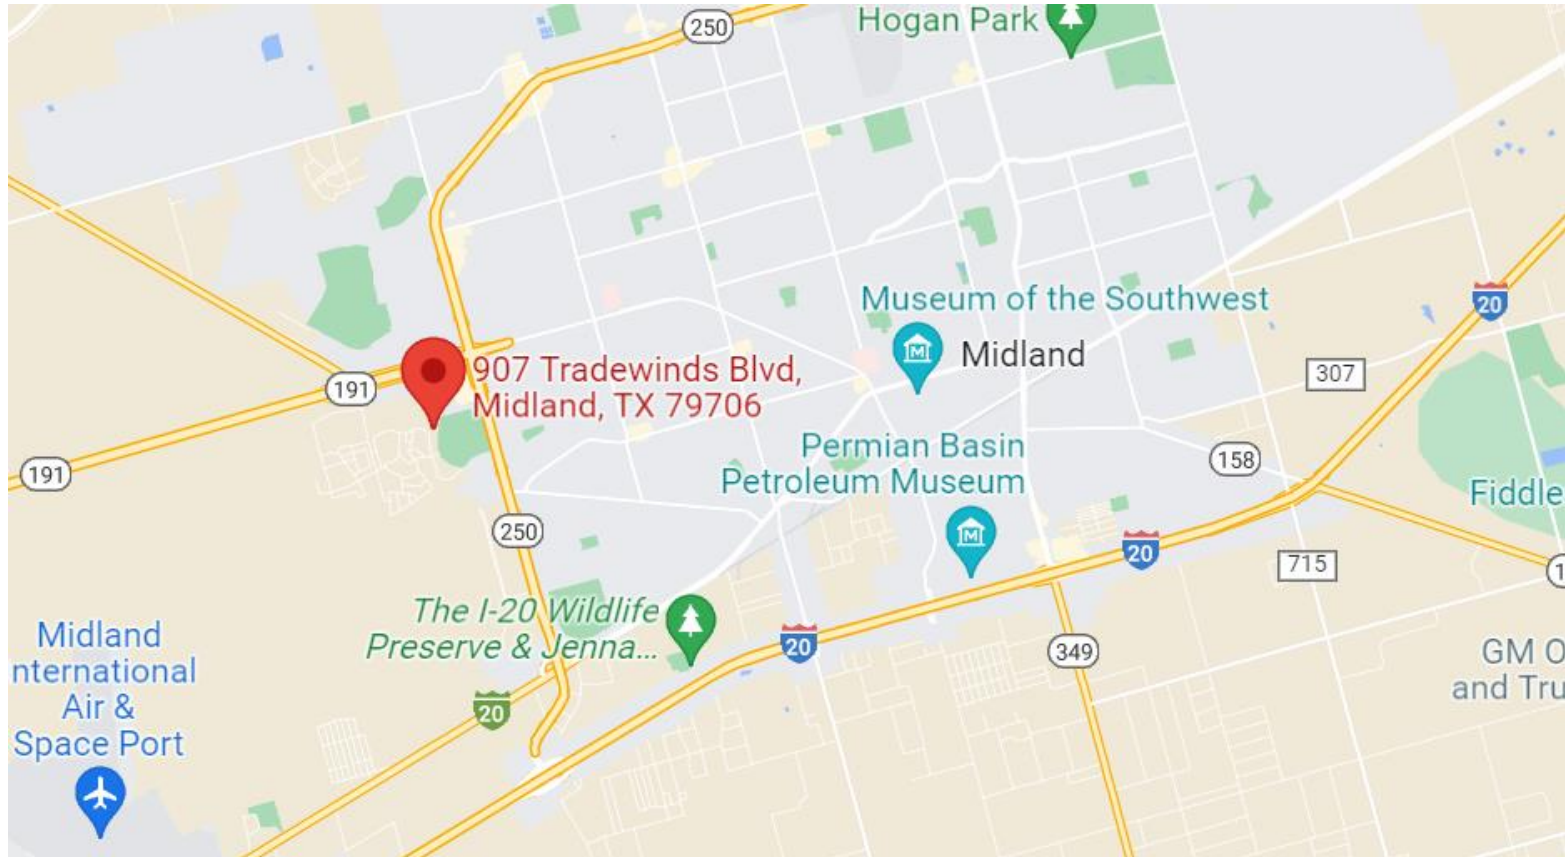 250
Hogan Park
Museum of the Southwest
20
Midland
907 Tradewinds Blvd,
Midland, TX 79706
307
191
Permian Basin
Petroleum Museum
158
191
Fiddle
250
20
715
1
The I-20 Wildlife
Preserve & Jenna...
20
349
Midland
nternational
Air &
Space Port
GM O
and Tru
20